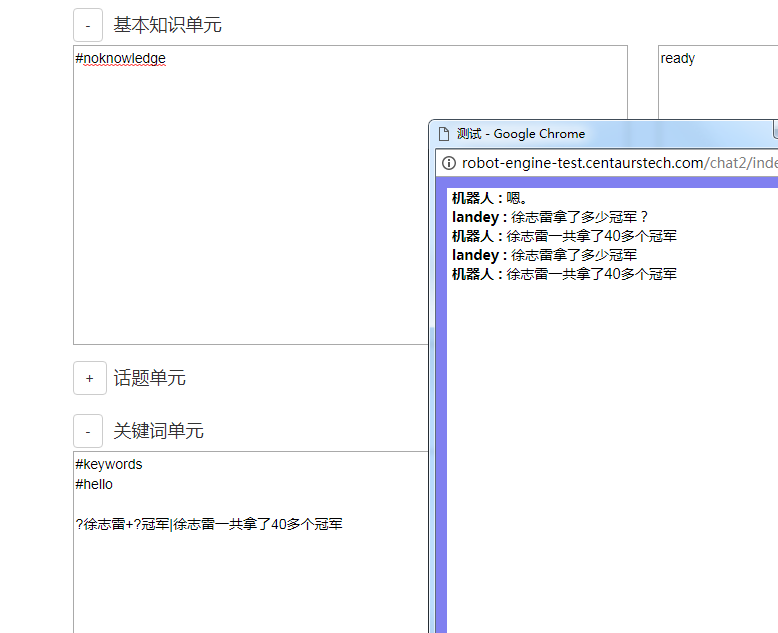 - 基本知识单元
#noknowledge
ready
测试 - Google Chrome
robot-engine-test.centaurstech.com/chat2/inde
机器人 : 嗯。
landey : 徐志雷拿了多少冠军？
机器人 : 徐志雷一共拿了40多个冠军
landey : 徐志雷拿了多少冠军
机器人 : 徐志雷一共拿了40多个冠军
+ 话题单元
- 关键词单元
#keywords
#hello
?徐志雷+?冠军|徐志雷一共拿了40多个冠军